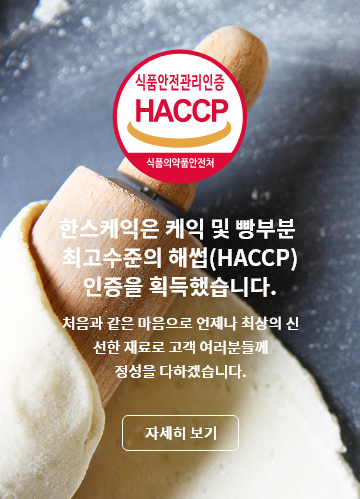 식품안전관리인증
HACCP
식품의약품안전처
한스케익은 케익 및 빵부분
최고수준의 해썹(HACCP)
인증을 획득했습니다.
처음과 같은 마음으로 언제나 최상의 신
선한 재료로 고객 여러분들께
정성을 다하겠습니다.
자세히 보기